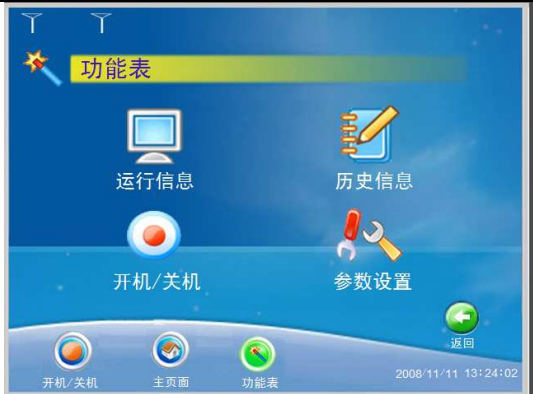 功能表
运行信息
历史信息
开机/关机
参数设置
返回
开机/关机
主页面
功能表
2008/11/11 13:24:02